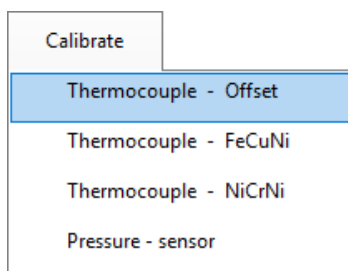 Calibrate
Thermocouple - Offset
Thermocouple - FeCuNi
Thermocouple - NiCrNi
Pressure - sensor